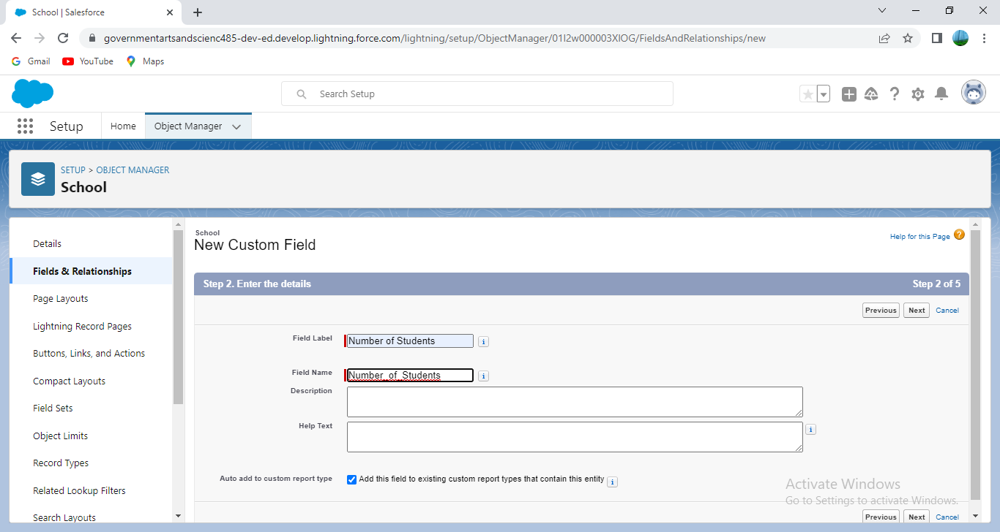 School | Salesforce
governmentartsandscienc485-dev-ed.develop.lightning.force.com/lightning/setup/ObjectManager/01I2w000003XlOG/FieldsAndRelationships/new
Gmail YouTube Maps
Search Setup
Setup Home Object Manager
SETUP > OBJECT MANAGER
School
Details
Fields & Relationships
Page Layouts
Lightning Record Pages
Buttons, Links, and Actions
Compact Layouts
Field Sets
Object Limits
Record Types
Related Lookup Filters
Search Layouts
School
New Custom Field
Help for this Page
Step 2. Enter the details Step 2 of 5
Previous Next Cancel
Field Label Number of Students
Field Name Number_of_Students
Description
Help Text
Auto add to custom report type Add this field to existing custom report types that contain this entity
Activate Windows
Go to Settings to activate Windows.
Previous Next Cancel